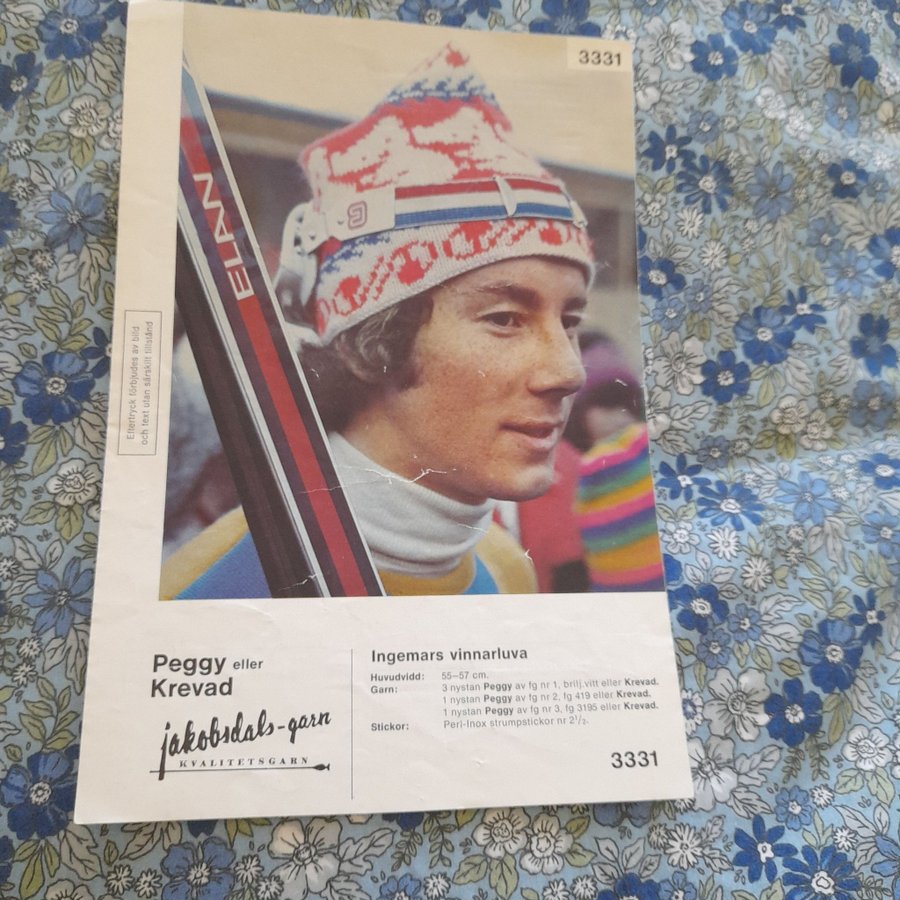 3331
ELAN
Eftertryck förbjudes av bild
och text utan särskilt tillstånd
Peggy eller
Krevad
jakobsdals-garn
KVALITETSGARN
Ingemars vinnarluva
Huvudvidd: 55–57 cm.
Garn: 3 nystan Peggy av fg nr 1, brilj.vitt eller Krevad.
1 nystan Peggy av fg nr 2, fg 419 eller Krevad.
1 nystan Peggy av fg nr 3, fg 3195 eller Krevad.
Stickor: Peri-Inox strumpstickor nr 2½.
3331